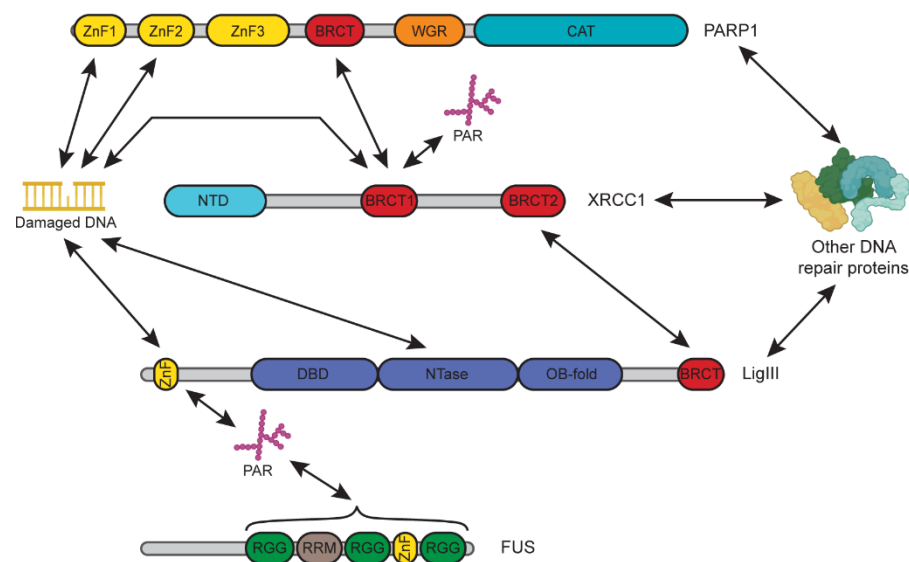 ZnF1 ZnF2 ZnF3 BRCT WGR CAT PARP1
PAR
NTD BRCT1 BRCT2 XRCC1
Damaged DNA
Other DNA
repair proteins
ZnF DBD NTase OB-fold BRCT LigIII
PAR
RGG RRM RGG ZnF RGG FUS